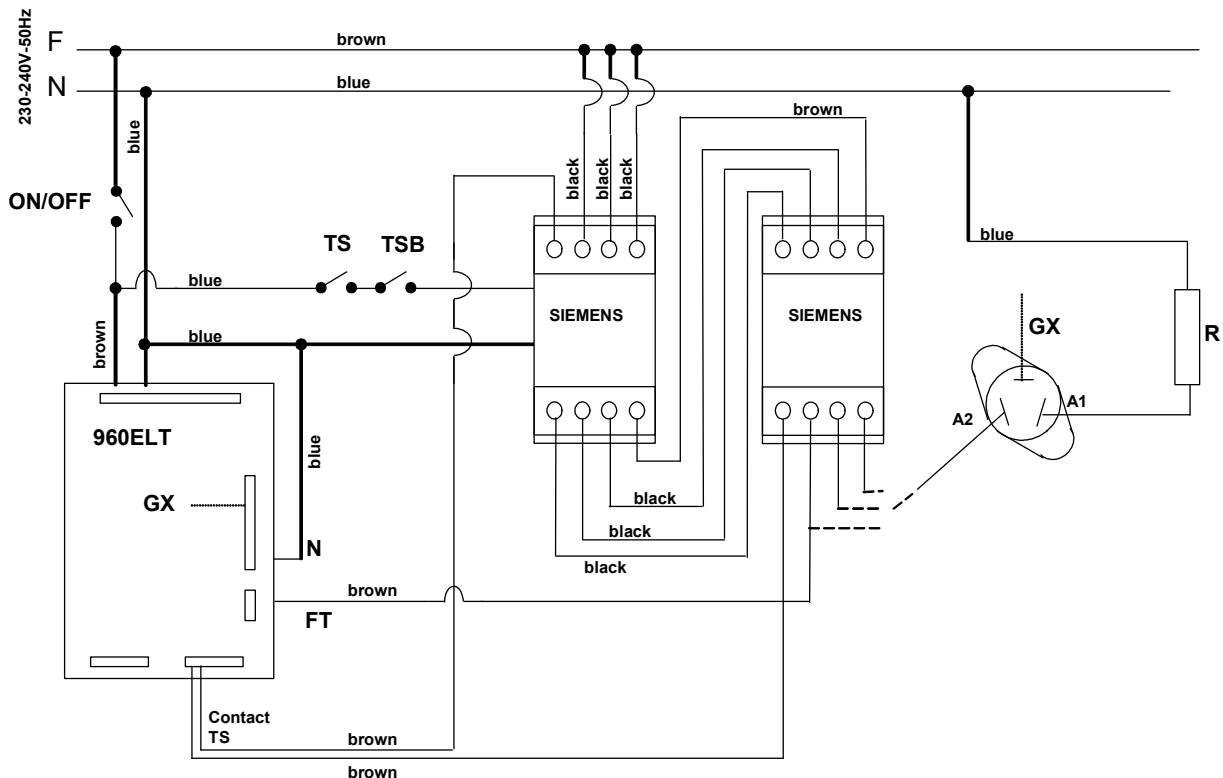 230-240V-50Hz
F
brown
N
blue
blue
brown
black
black
black
ON/OFF
TS
TSB
blue
blue
SIEMENS
SIEMENS
GX
R
brown
blue
A1
A2
960ELT
blue
GX
black
N
black
black
brown
FT
Contact
TS
brown
brown